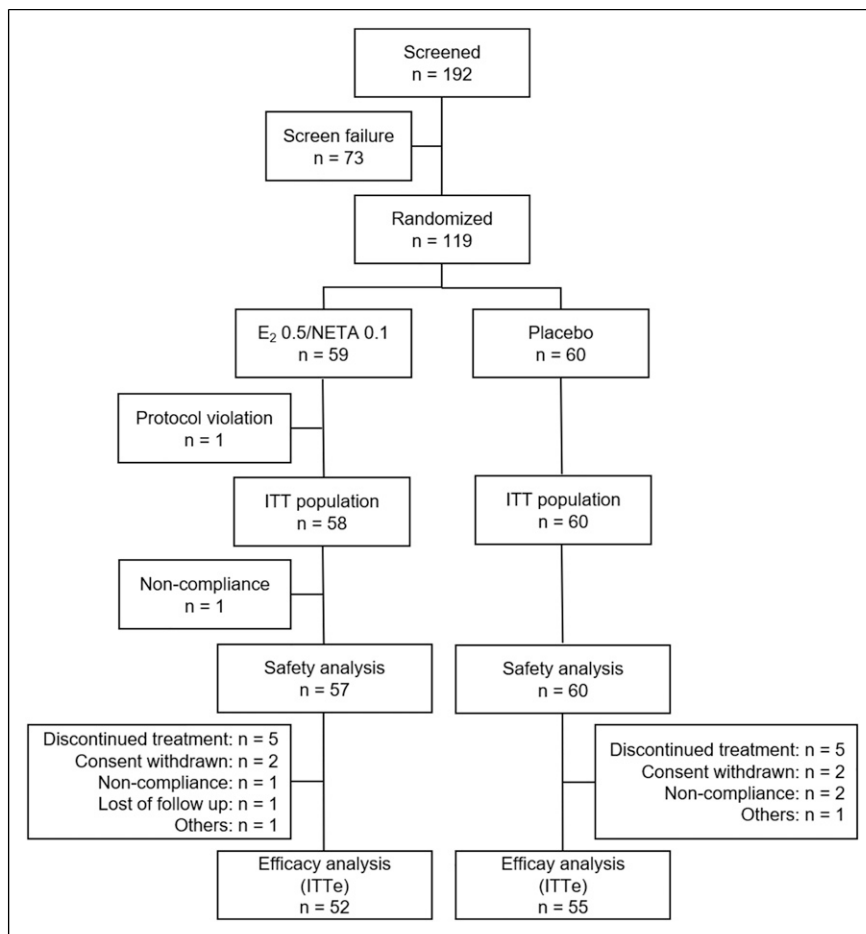 Screened
n = 192
Screen failure
n = 73
Randomized
n = 119
E₂ 0.5/NETA 0.1
n = 59
Placebo
n = 60
Protocol violation
n = 1
ITT population
n = 58
ITT population
n = 60
Non-compliance
n = 1
Safety analysis
n = 57
Safety analysis
n = 60
Discontinued treatment: n = 5
Consent withdrawn: n = 2
Non-compliance: n = 1
Lost of follow up: n = 1
Others: n = 1
Discontinued treatment: n = 5
Consent withdrawn: n = 2
Non-compliance: n = 2
Others: n = 1
Efficacy analysis
(ITTe)
n = 52
Efficay analysis
(ITTe)
n = 55